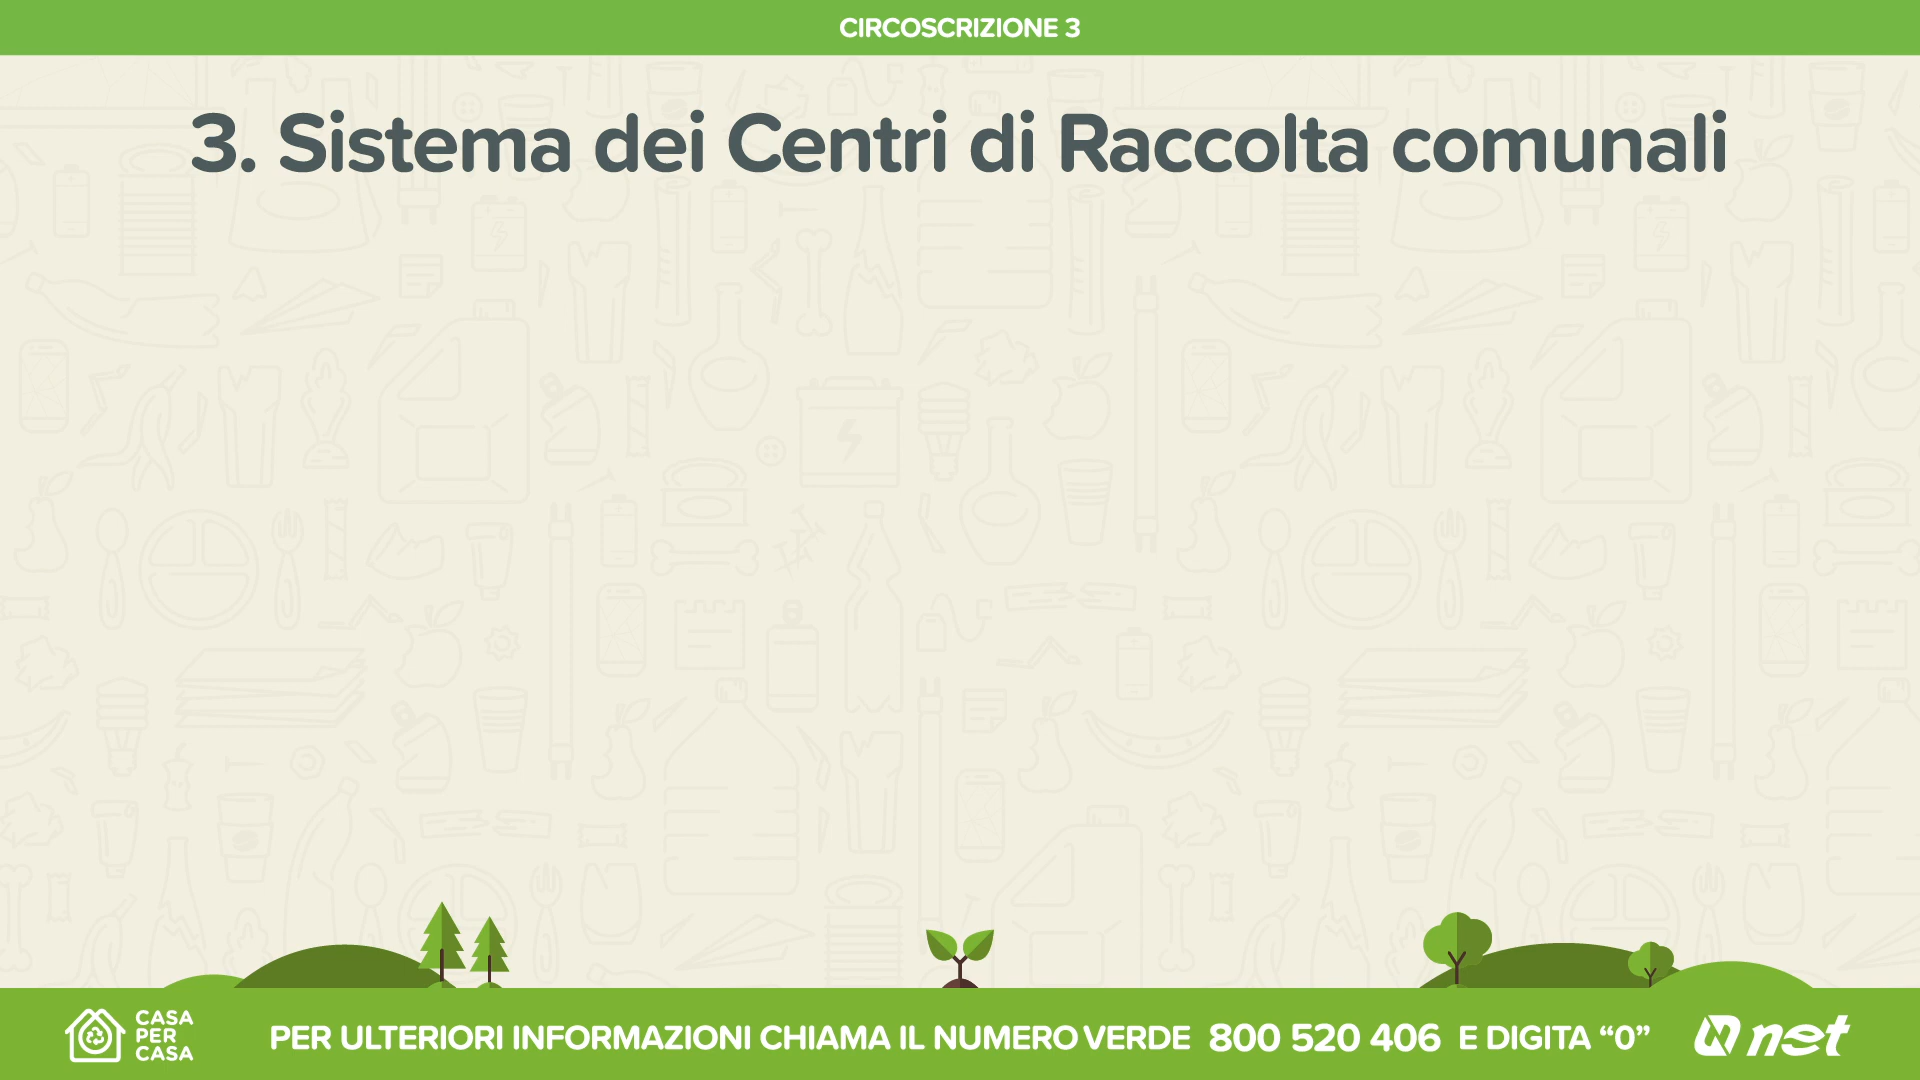 CIRCOSCRIZIONE 3
3. Sistema dei Centri di Raccolta comunali
CASA
PER
CASA
PER ULTERIORI INFORMAZIONI CHIAMA IL NUMERO VERDE 800 520 406 E DIGITA “0”
net